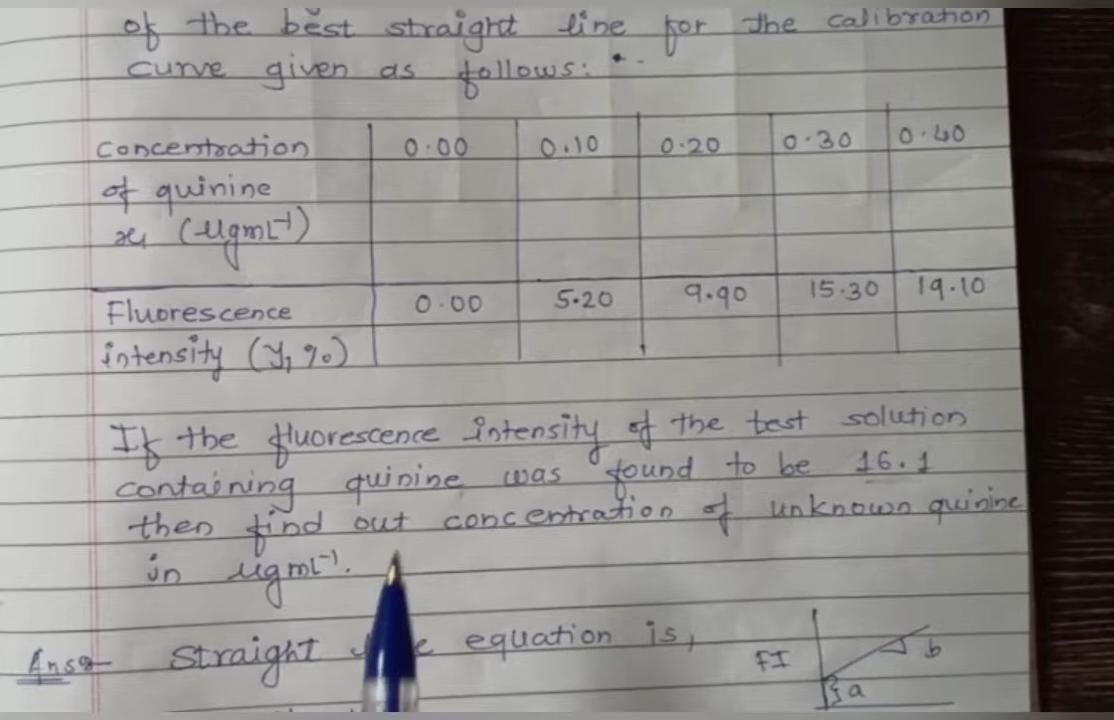 of the best straight line for the calibration
curve given as follows:
concentration 0.00 0.10 0.20 0.30 0.40
of quinine
xi (µgmL⁻¹)
Fluorescence 0.00 5.20 9.90 15.30 19.10
intensity (y, %)
If the fluorescence intensity of the test solution
containing quinine was found to be 16.1
then find out concentration of unknown quinine
in µgmL⁻¹.
Ans:- Straight equation is,
FI b
a